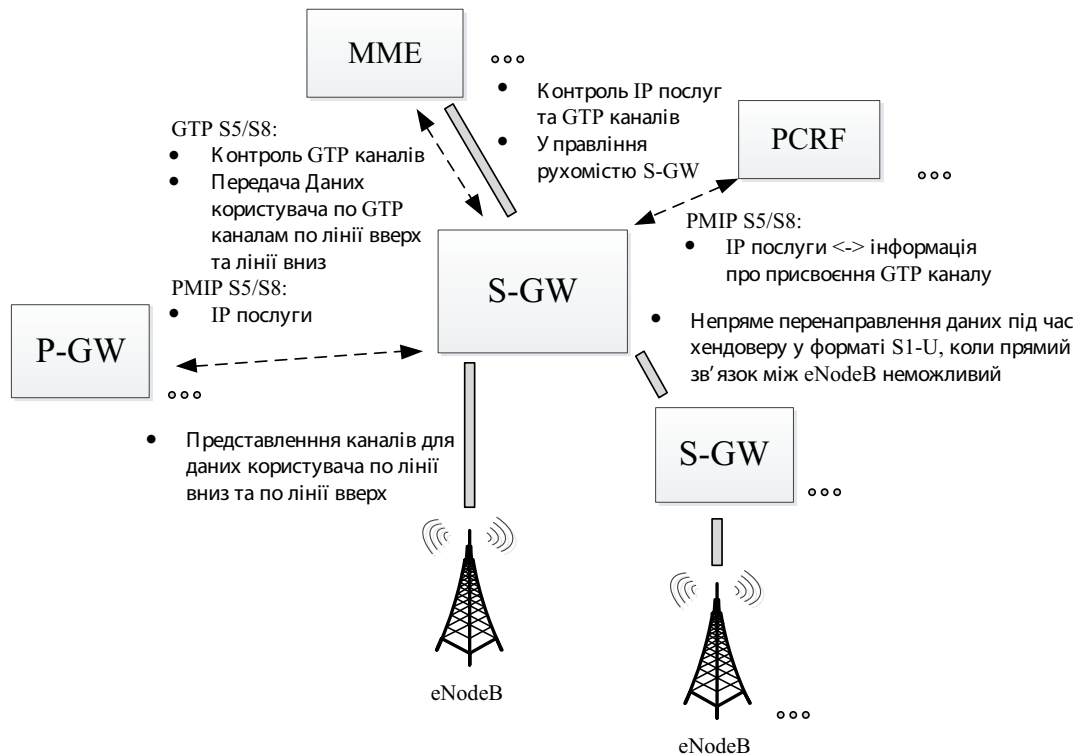 MME
• Контроль IP послуг
та GTP каналів
• Управління
рухомістю S-GW
PCRF
GTP S5/S8:
• Контроль GTP каналів
• Передача Даних
користувача по GTP
каналам по лінії вверх
та лінії вниз
PMIP S5/S8:
• IP послуги
PMIP S5/S8:
• IP послуги <-> інформація
про присвоєння GTP каналу
S-GW
P-GW
• Непряме перенаправлення даних під час
хендоверу у форматі S1-U, коли прямий
зв’язок між eNodeB неможливий
• Представленння каналів для
даних користувача по лінії
вниз та по лінії вверх
S-GW
eNodeB
eNodeB